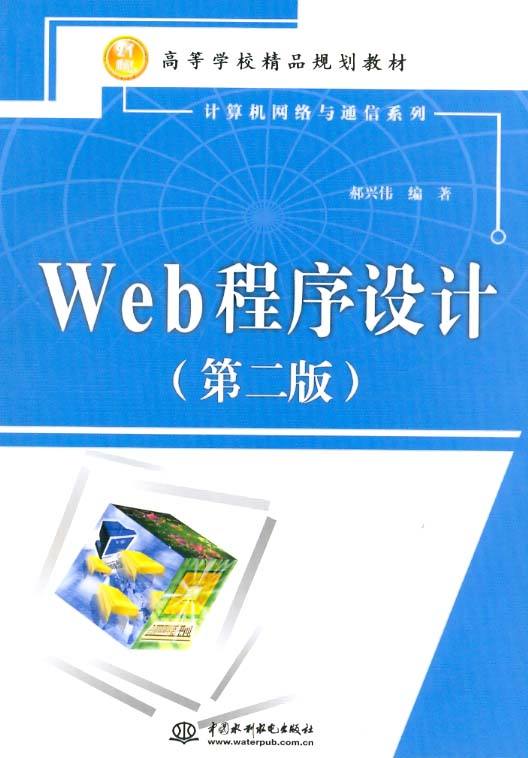 21
高等学校精品规划教材
计算机网络与通信系列
郝兴伟 编 著
Web程序设计
（第二版）
中国水利水电出版社
www.waterpub.com.cn